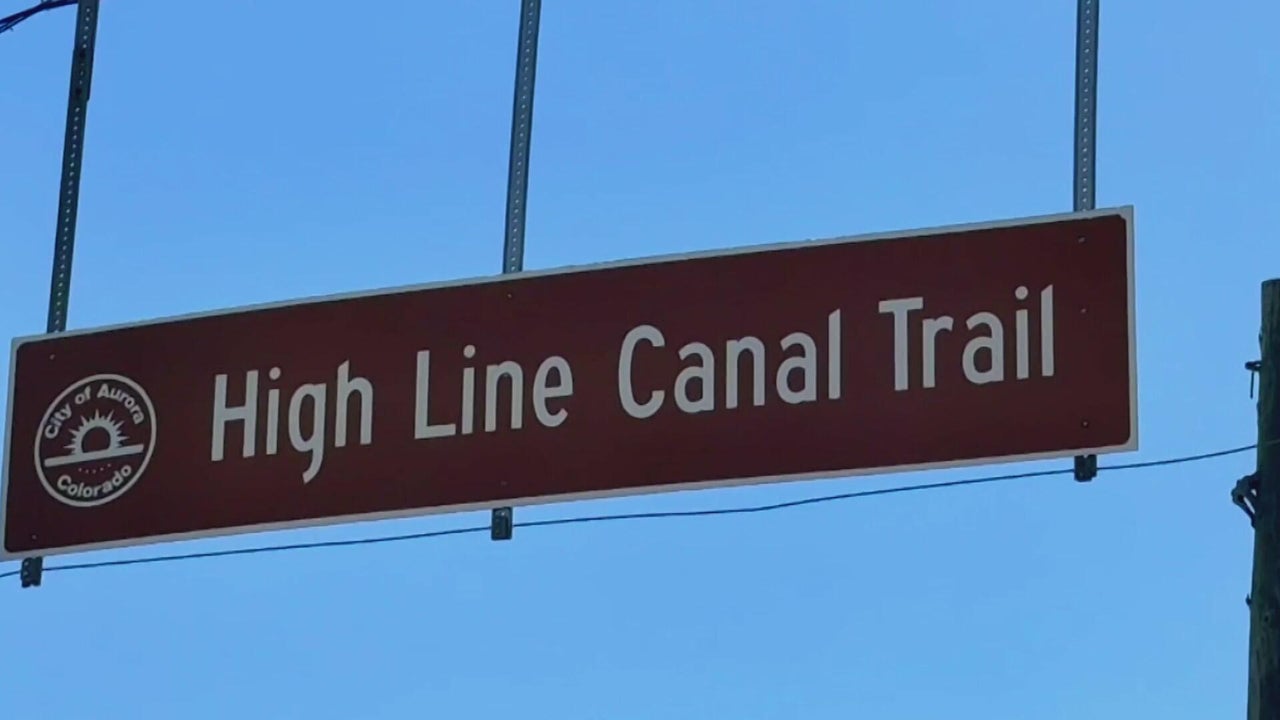 City of Aurora
Colorado
High Line Canal Trail